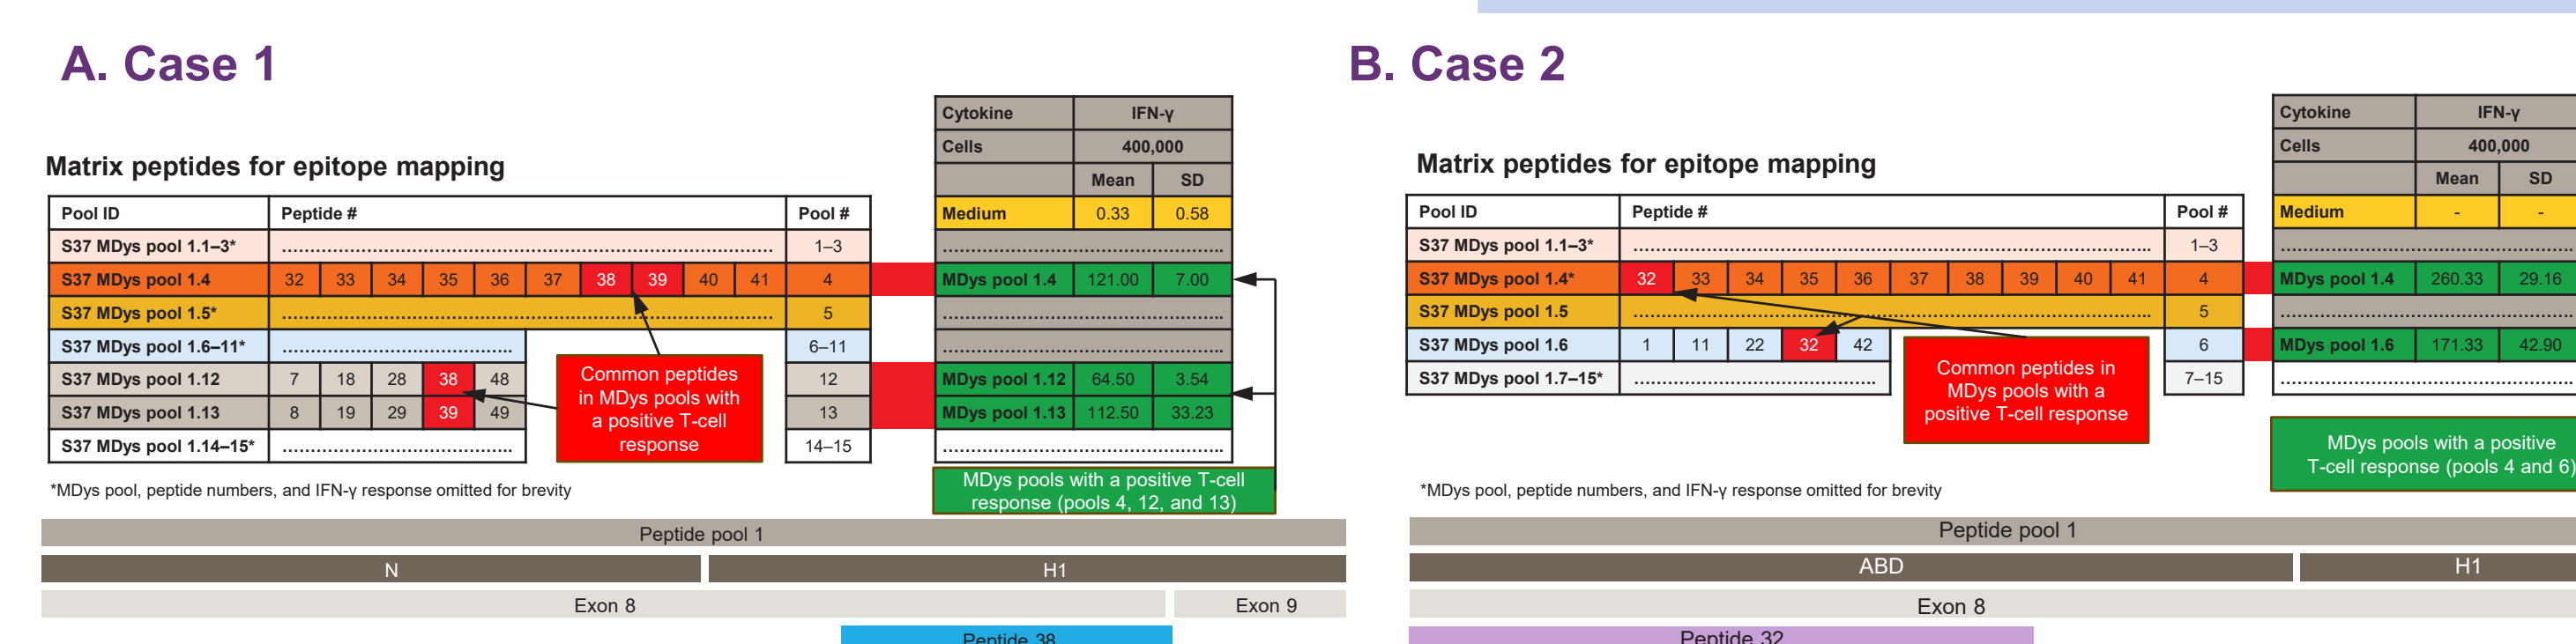 A. Case 1
Matrix peptides for epitope mapping
Pool ID Peptide # Pool #
S37 MDys pool 1.1–3* ........ 1–3
S37 MDys pool 1.4 32 33 34 35 36 37 38 39 40 41 4
S37 MDys pool 1.5* ........ 5
S37 MDys pool 1.6–11* ........ 6–11
S37 MDys pool 1.12 7 18 28 38 48 12
S37 MDys pool 1.13 8 19 29 39 49 13
S37 MDys pool 1.14–15* ........ 14–15
Common peptides
in MDys pools with
a positive T-cell
response
Cytokine IFN-γ
Cells 400,000
Mean SD
Medium 0.33 0.58
MDys pool 1.4 121.00 7.00
MDys pool 1.12 64.50 3.54
MDys pool 1.13 112.50 33.23
MDys pools with a positive T-cell
response (pools 4, 12, and 13)
*MDys pool, peptide numbers, and IFN-γ response omitted for brevity
Peptide pool 1
N H1
Exon 8 Exon 9
Peptide 38
B. Case 2
Matrix peptides for epitope mapping
Pool ID Peptide # Pool #
S37 MDys pool 1.1–3* ........ 1–3
S37 MDys pool 1.4* 32 33 34 35 36 37 38 39 40 41 4
S37 MDys pool 1.5 ........ 5
S37 MDys pool 1.6 1 11 22 32 42 6
S37 MDys pool 1.7–15* ........ 7–15
Common peptides in
MDys pools with a
positive T-cell response
Cytokine IFN-γ
Cells 400,000
Mean SD
Medium - -
MDys pool 1.4 260.33 29.16
MDys pool 1.6 171.33 42.90
MDys pools with a positive
T-cell response (pools 4 and 6)
*MDys pool, peptide numbers, and IFN-γ response omitted for brevity
Peptide pool 1
ABD H1
Exon 8
Peptide 32